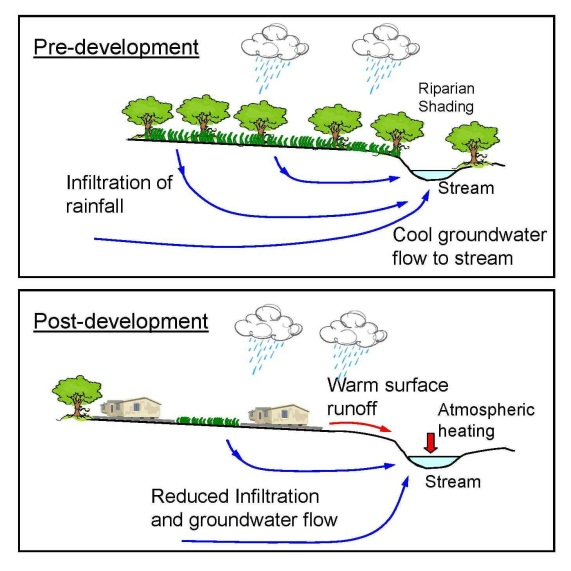 Pre-development
Riparian
Shading
Infiltration of
rainfall
Stream
Cool groundwater
flow to stream
Post-development
Warm surface
runoff
Atmospheric
heating
Stream
Reduced Infiltration
and groundwater flow